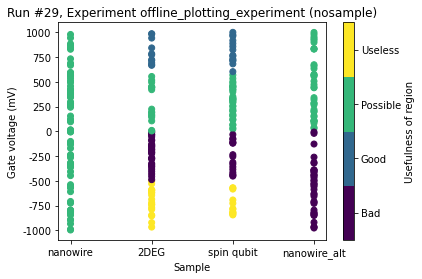 Run #29, Experiment offline_plotting_experiment (nosample)
Gate voltage (mV)
1000
750
500
250
0
-250
-500
-750
-1000
nanowire
2DEG
spin qubit
nanowire_alt
Sample
Useless
Possible
Good
Bad
Usefulness of region